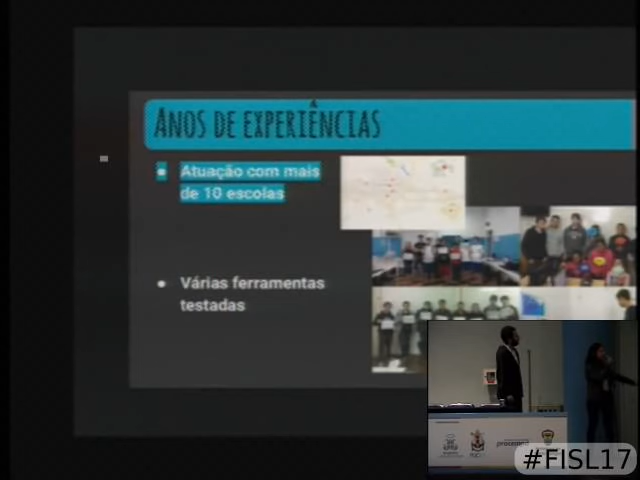 ANOS DE EXPERIÊNCIAS
● Atuação com mais
de 10 escolas
● Várias ferramentas
testadas
#FISL17